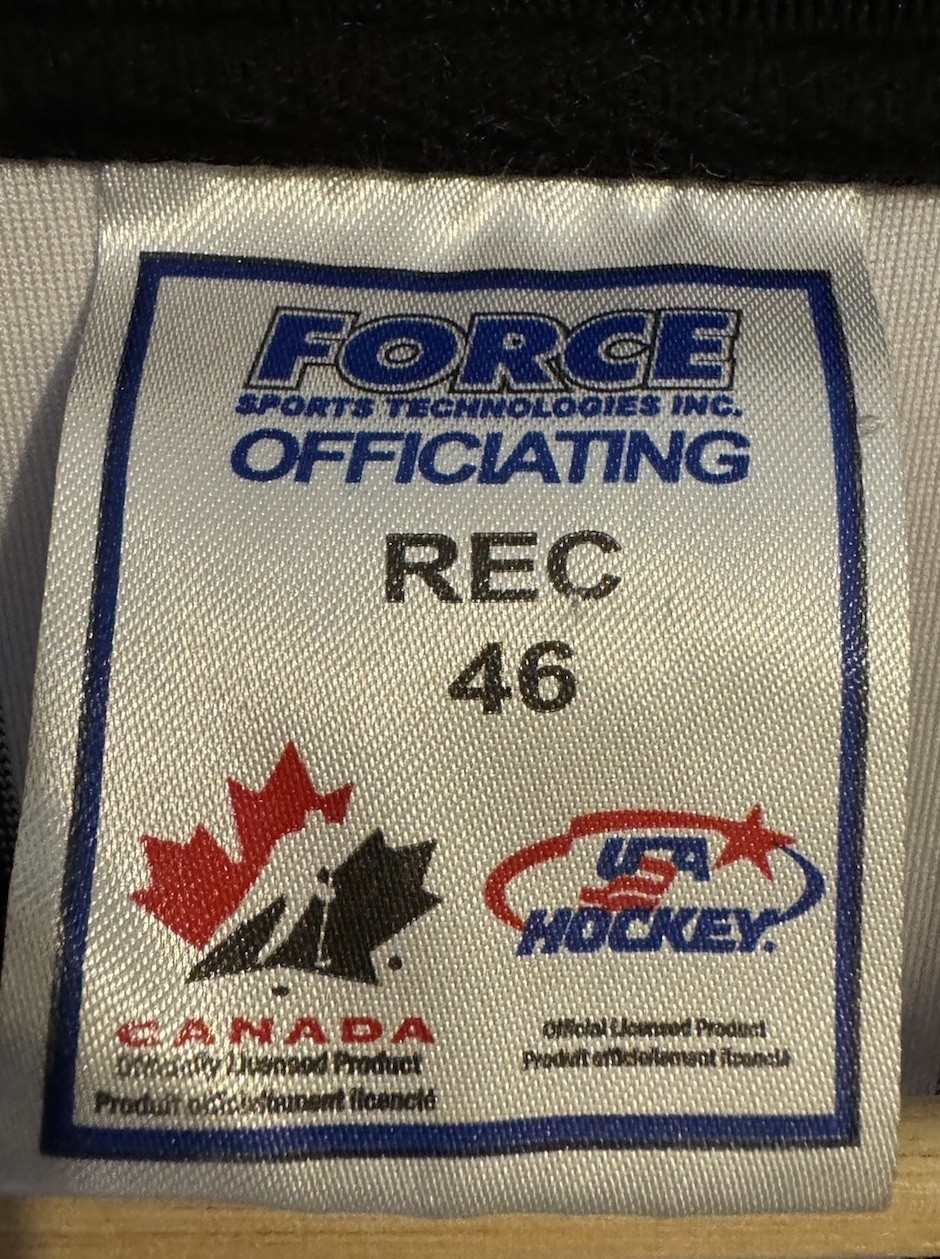 FORCE
SPORTS TECHNOLOGIES INC.
OFFICIATING
REC
46
CANADA
Officially Licensed Product
Produit officiellement licencié
USA
HOCKEY
Official Licensed Product
Produit officiellement licencié